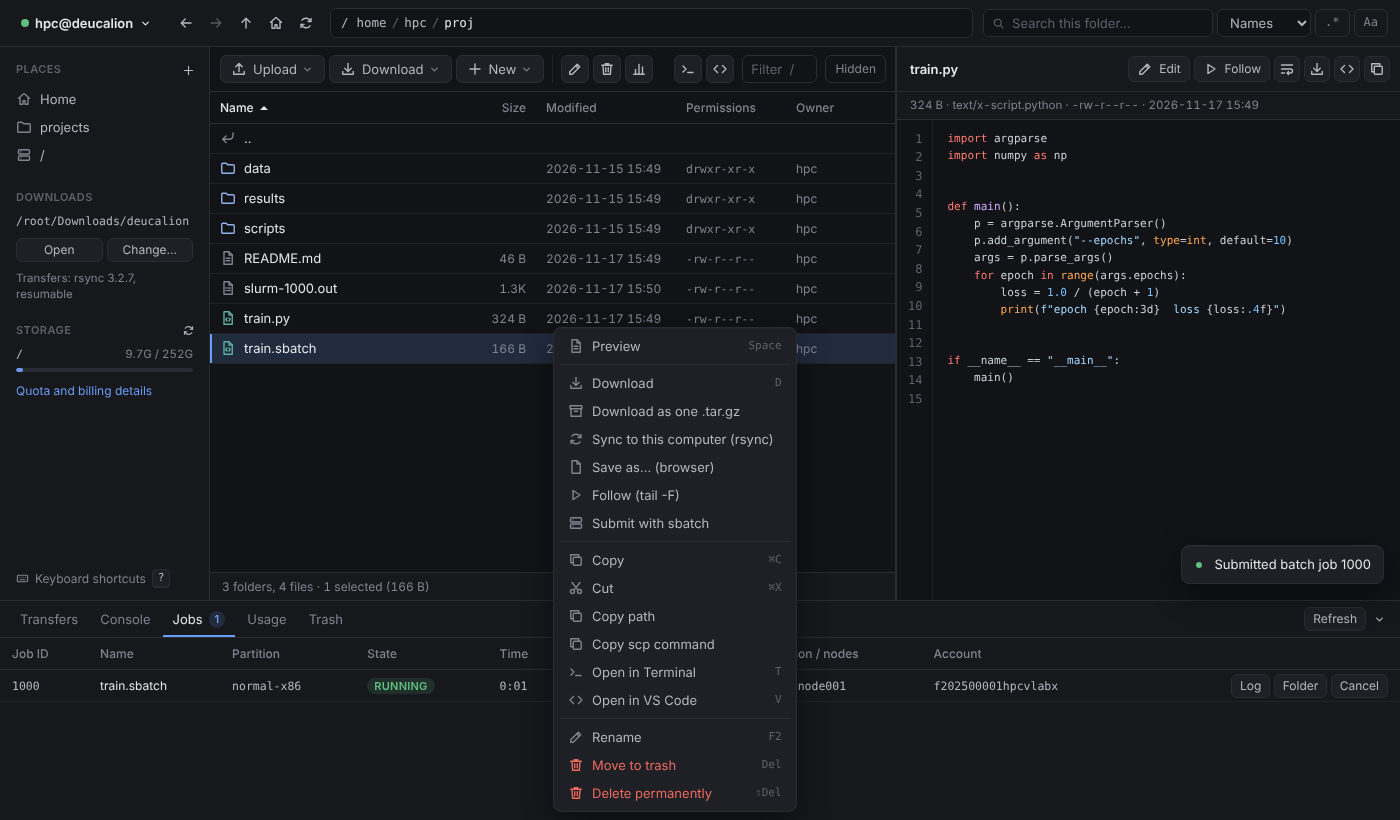 hpc@deucalion
/ home / hpc / proj
Search this folder...
Names
.*
Aa
PLACES
Home
projects
/
DOWNLOADS
/root/Downloads/deucalion
Open
Change...
Transfers: rsync 3.2.7,
resumable
STORAGE
/ 9.7G / 252G
Quota and billing details
Keyboard shortcuts ?
Upload
Download
New
Filter /
Hidden
Name Size Modified Permissions Owner
..
data 2026-11-15 15:49 drwxr-xr-x hpc
results 2026-11-15 15:49 drwxr-xr-x hpc
scripts 2026-11-15 15:49 drwxr-xr-x hpc
README.md 46 B 2026-11-17 15:49 -rw-r--r-- hpc
slurm-1000.out 1.3K 2026-11-17 15:50 -rw-r--r-- hpc
train.py 324 B 2026-11-17 15:49 -rw-r--r-- hpc
train.sbatch 166 B 2 hpc
3 folders, 4 files · 1 selected (166 B)
Preview Space
Download D
Download as one .tar.gz
Sync to this computer (rsync)
Save as... (browser)
Follow (tail -F)
Submit with sbatch
Copy ⌘C
Cut ⌘X
Copy path
Copy scp command
Open in Terminal T
Open in VS Code V
Rename F2
Move to trash Del
Delete permanently ⇧Del
train.py
Edit
Follow
324 B · text/x-script.python · -rw-r--r-- · 2026-11-17 15:49
1 import argparse
2 import numpy as np
3
4
5 def main():
6     p = argparse.ArgumentParser()
7     p.add_argument("--epochs", type=int, default=10)
8     args = p.parse_args()
9     for epoch in range(args.epochs):
10         loss = 1.0 / (epoch + 1)
11         print(f"epoch {epoch:3d}  loss {loss:.4f}")
12
13
14 if __name__ == "__main__":
15     main()
Submitted batch job 1000
Transfers
Console
Jobs 1
Usage
Trash
Refresh
Job ID Name Partition State Time on / nodes Account
1000 train.sbatch normal-x86 RUNNING 0:01 node001 f202500001hpcvlabx Log Folder Cancel